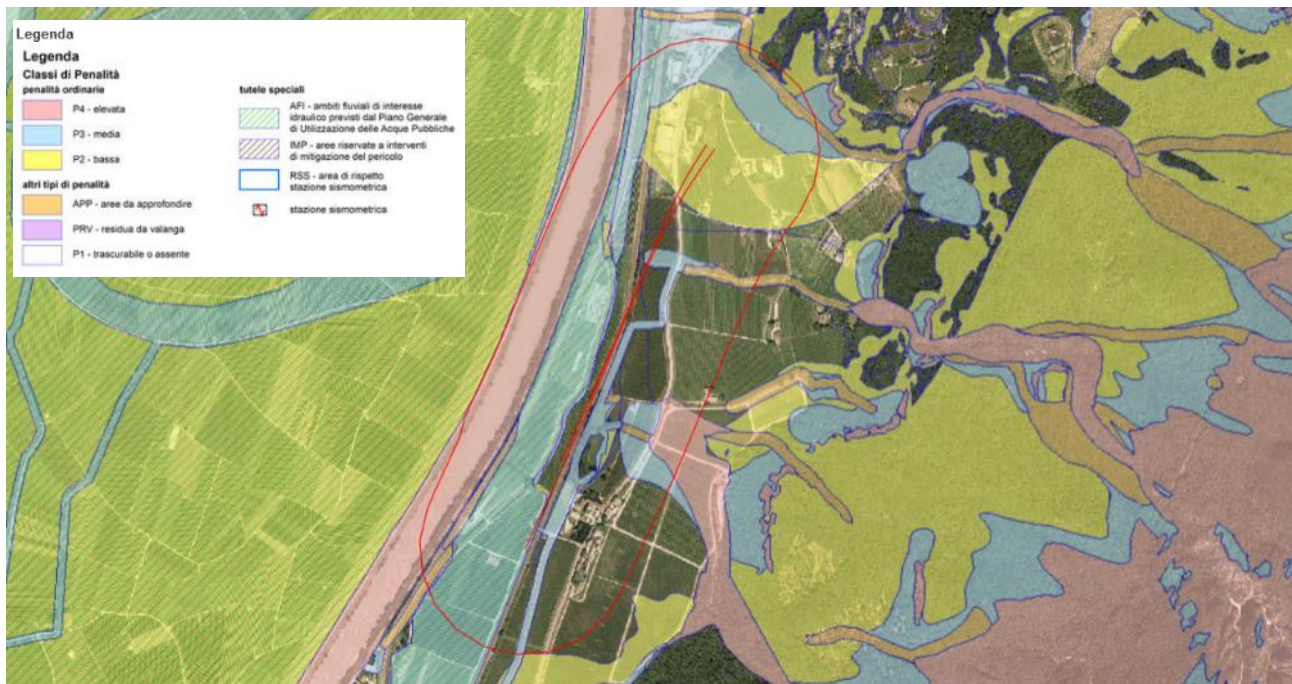 Legenda
Legenda
Classi di Penalità
penalità ordinarie
P4 - elevata
P3 - media
P2 - bassa
altri tipi di penalità
APP - aree da approfondire
PRV - residua da valanga
P1 - trascurabile o assente
tutele speciali
AFI - ambiti fluviali di interesse
idraulico previsti dal Piano Generale
di Utilizzazione delle Acque Pubbliche
IMP - aree riservate a interventi
di mitigazione del pericolo
RSS - area di rispetto
stazione sismometrica
stazione sismometrica